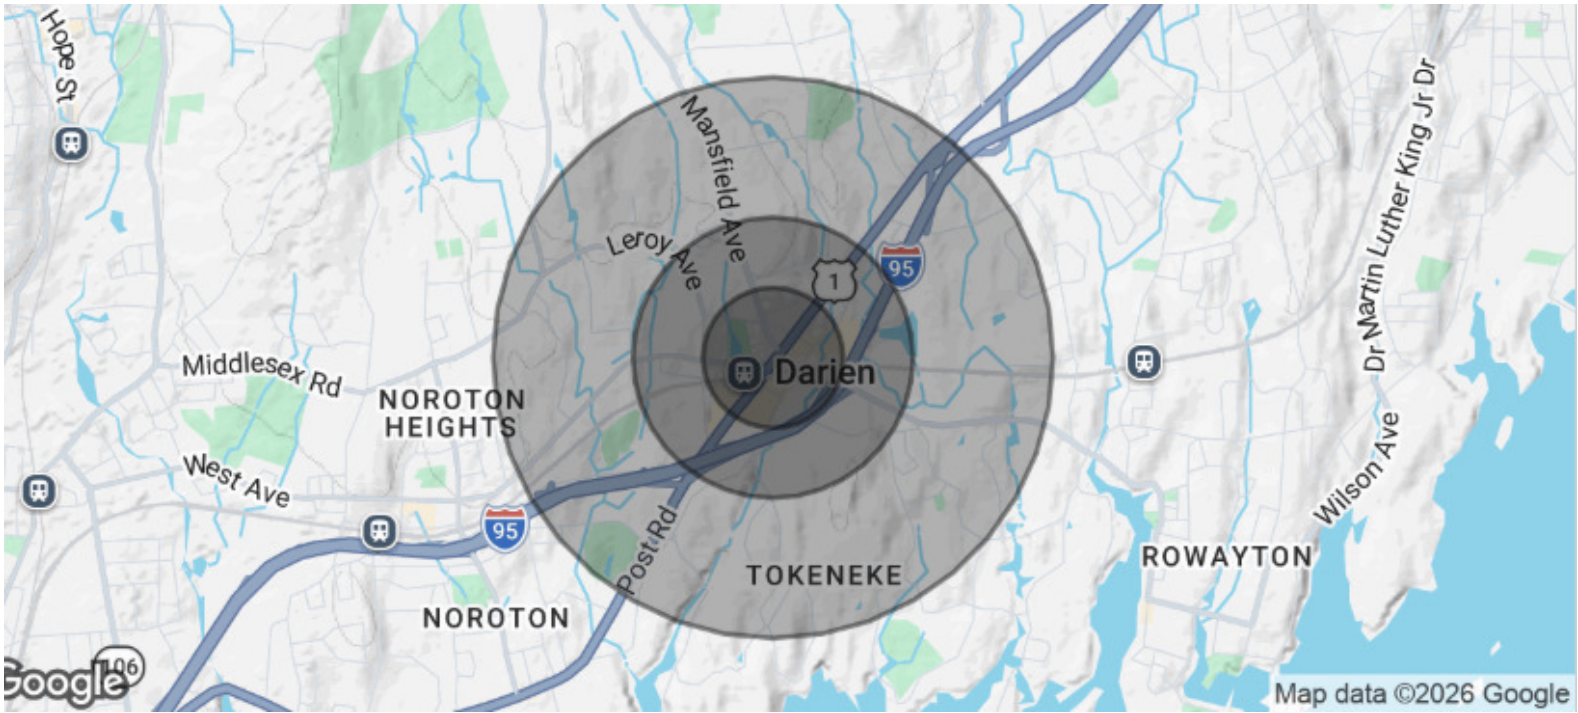 Hope St
Mansfield Ave
Dr Martin Luther King Jr Dr
Leroy Ave
95
1
Middlesex Rd
Darien
NOROTON
HEIGHTS
West Ave
Wilson Ave
95
Post Rd
ROWAYTON
TOKENEKE
NOROTON
106
Google
Map data ©2026 Google